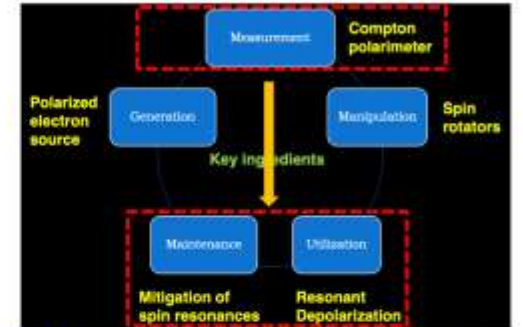 Measurement
Compton
polarimeter
Polarized
electron
source
Generation
Manipulation
Spin
rotators
Key ingredients
Maintenance
Utilization
Mitigation of
spin resonances
Resonant
Depolarization